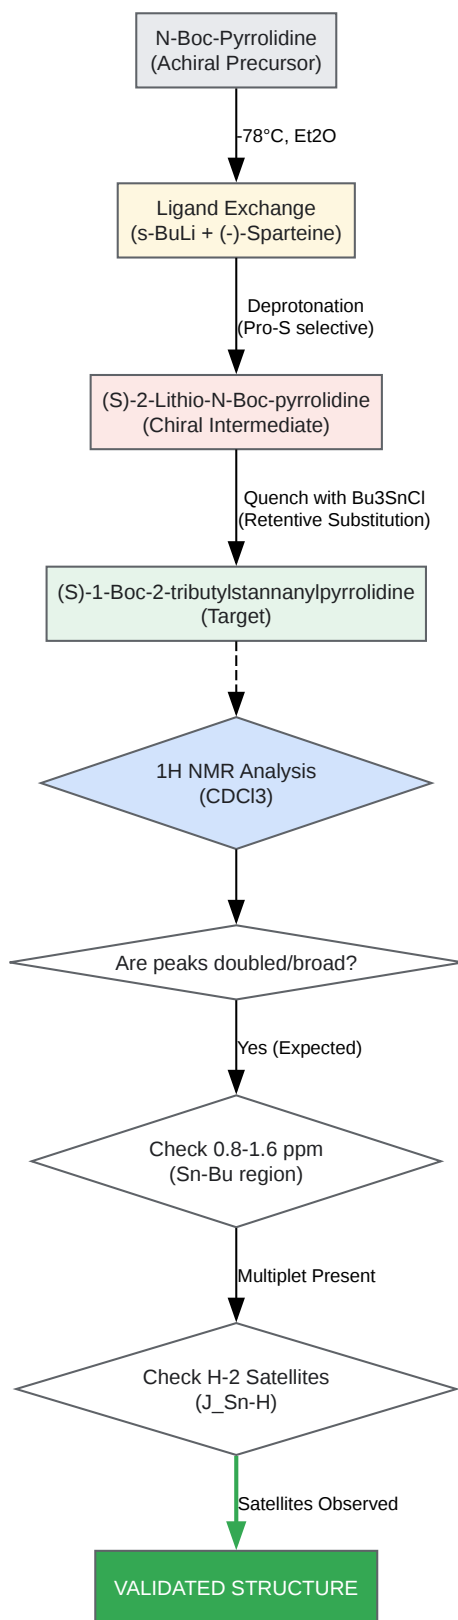 N-Boc-Pyrrolidine
(Achiral Precursor)
-78°C, Et2O
Ligand Exchange
(s-BuLi + (-)-Sparteine)
Deprotonation
(Pro-S selective)
(S)-2-Lithio-N-Boc-pyrrolidine
(Chiral Intermediate)
Quench with Bu3SnCl
(Retentive Substitution)
(S)-1-Boc-2-tributylstannanylpyrrolidine
(Target)
1H NMR Analysis
(CDCl3)
Are peaks doubled/broad?
Yes (Expected)
Check 0.8-1.6 ppm
(Sn-Bu region)
Multiplet Present
Check H-2 Satellites
(J_Sn-H)
Satellites Observed
VALIDATED STRUCTURE